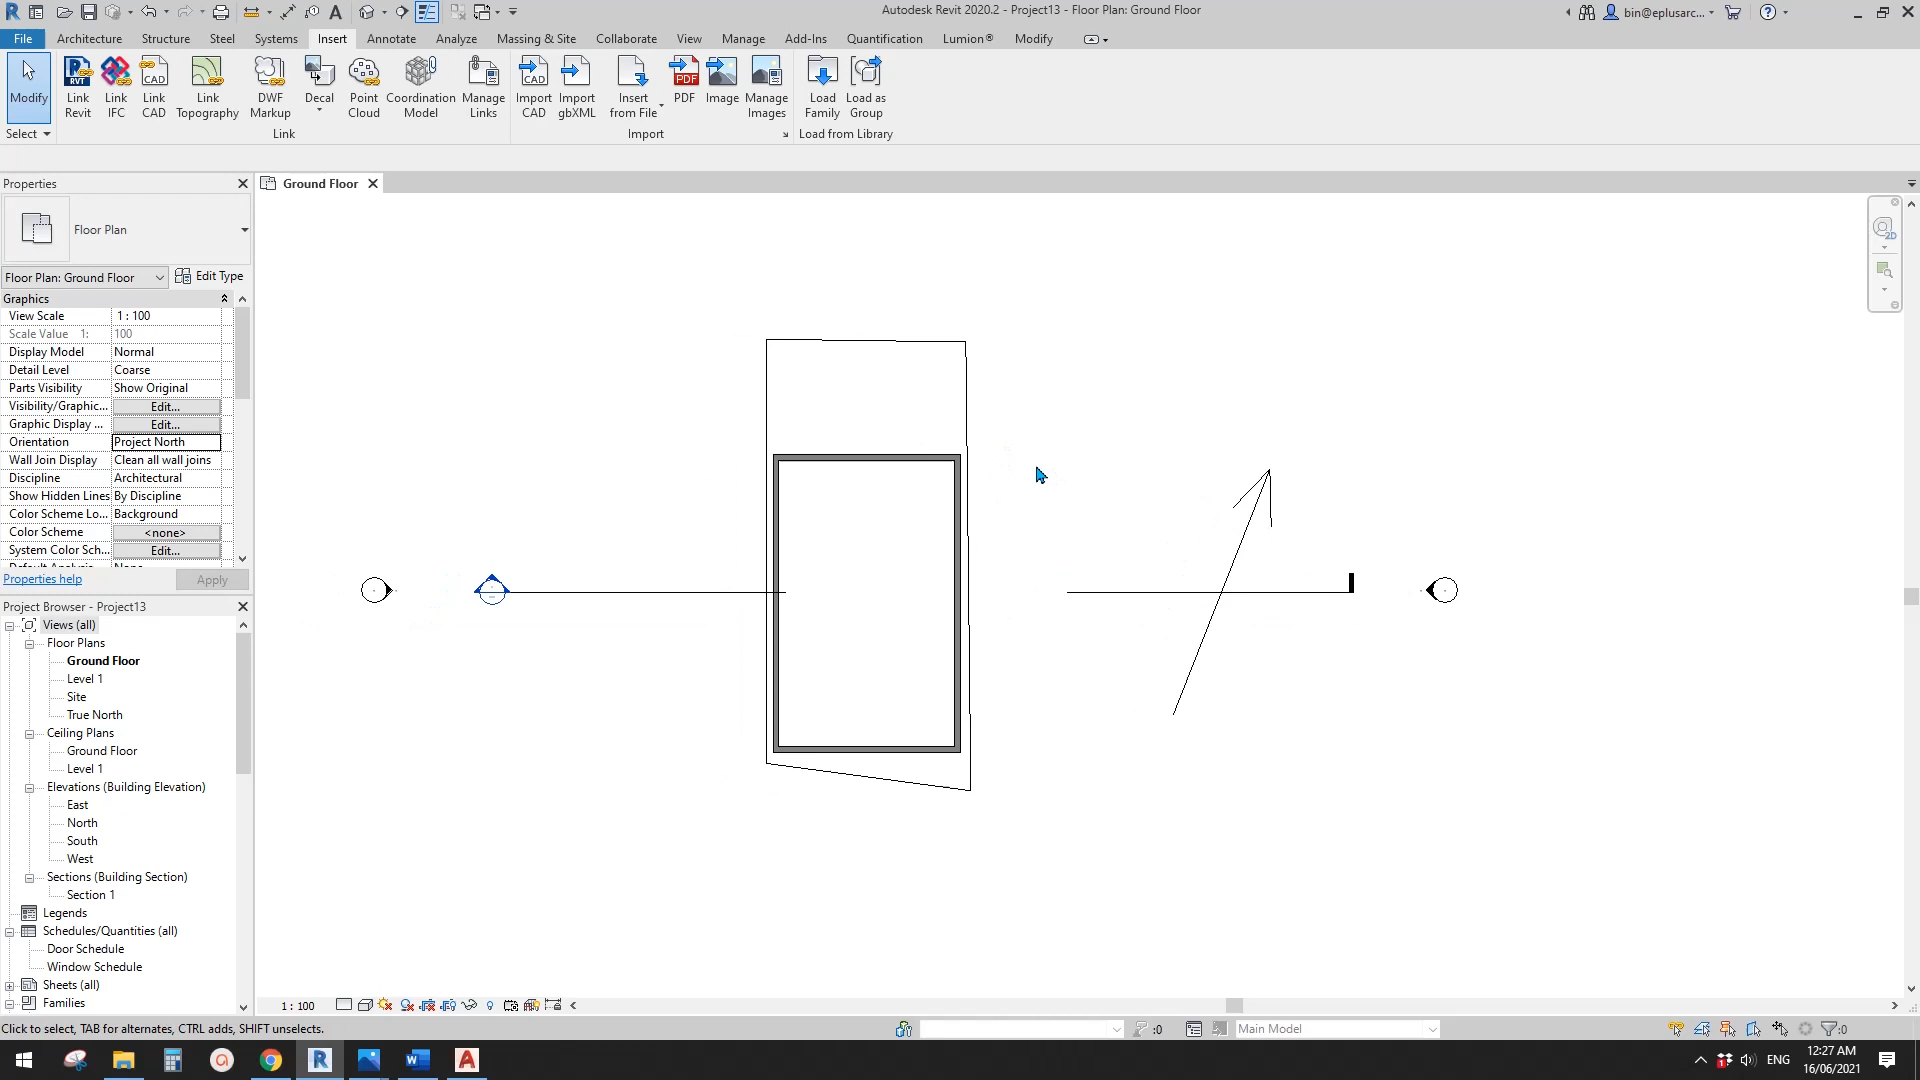 Autodesk Revit 2020.2 - Project13 - Floor Plan: Ground Floor
bin@eplusarc...
File Architecture Structure Steel Systems Insert Annotate Analyze Massing & Site Collaborate View Manage Add-Ins Quantification Lumion® Modify
Modify
Link Revit
Link IFC
Link CAD
Link Topography
DWF Markup
Decal
Point Cloud
Coordination Model
Manage Links
Import CAD
Import gbXML
Insert from File
PDF
Image
Manage Images
Load Family
Load as Group
Select Link Import Load from Library
Properties
Ground Floor
Floor Plan
Floor Plan: Ground Floor
Edit Type
Graphics
View Scale 1 : 100
Scale Value 1: 100
Display Model Normal
Detail Level Coarse
Parts Visibility Show Original
Visibility/Graphic... Edit...
Graphic Display ... Edit...
Orientation Project North
Wall Join Display Clean all wall joins
Discipline Architectural
Show Hidden Lines By Discipline
Color Scheme Lo... Background
Color Scheme <none>
System Color Sch... Edit...
Properties help
Apply
Project Browser - Project13
Views (all)
Floor Plans
Ground Floor
Level 1
Site
True North
Ceiling Plans
Ground Floor
Level 1
Elevations (Building Elevation)
East
North
South
West
Sections (Building Section)
Section 1
Legends
Schedules/Quantities (all)
Door Schedule
Window Schedule
Sheets (all)
Families
1 : 100
Click to select, TAB for alternates, CTRL adds, SHIFT unselects.
:0
Main Model
:0
ENG
12:27 AM
16/06/2021